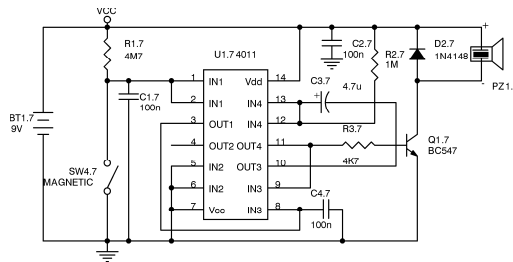 VCC
+
R1.7
4M7
U1.7 4011
C2.7
100n
R2.7
1M
D2.7
1N4148
1 IN1 Vdd 14
C3.7
4.7u
-
PZ1.
BT1.7
9V
C1.7
100n
2 IN1 IN4 13
+
3 OUT1 IN4 12
R3.7
4K7
4 OUT2 OUT4 11
Q1.7
BC547
5 IN2 OUT3 10
SW4.7
MAGNETIC
6 IN2 IN3 9
C4.7
100n
7 Vcc IN3 8